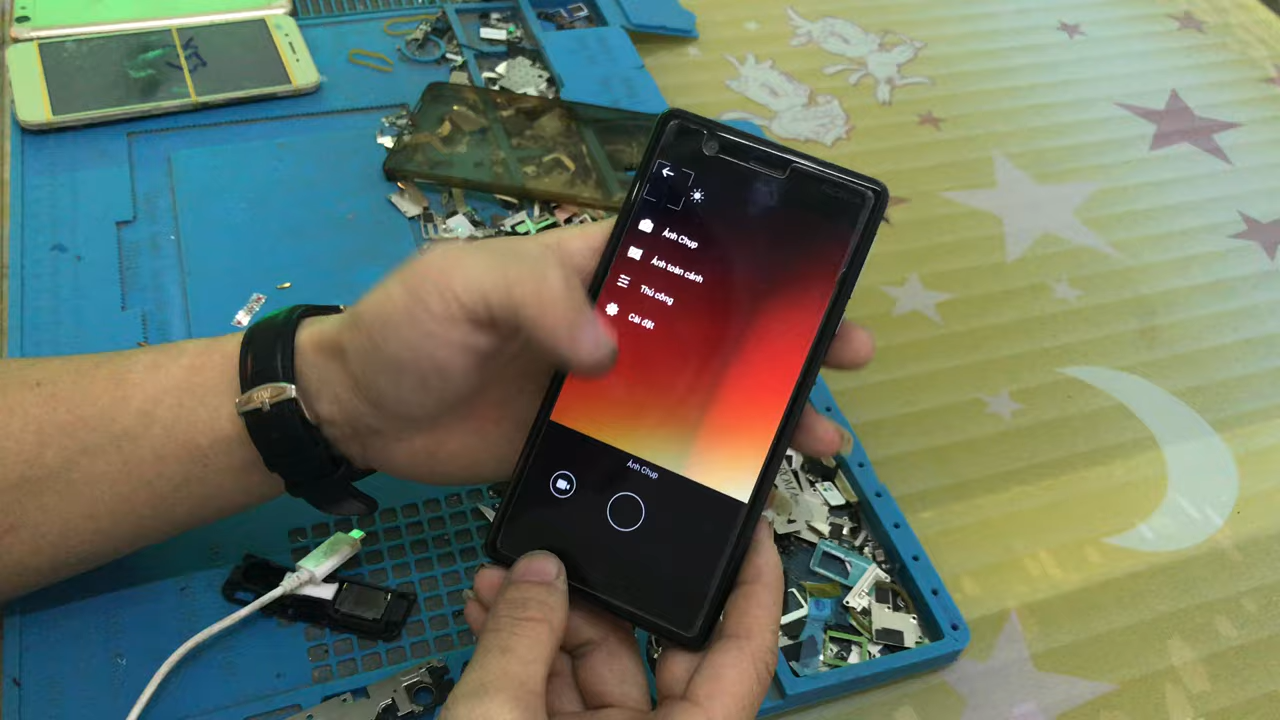 Ảnh Chụp
Ảnh toàn cảnh
Thủ công
Cài đặt
Ảnh Chụp